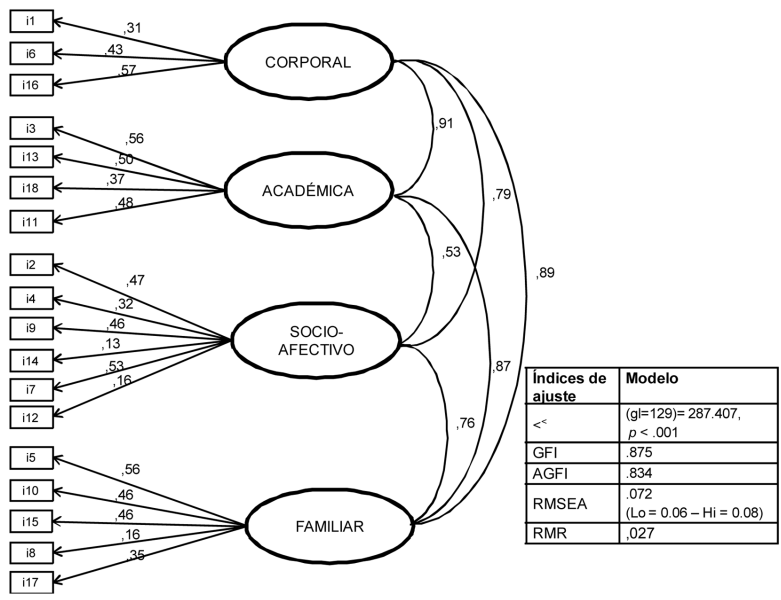 i1
,31
i6
,43
i16
,57
CORPORAL
i3
,56
i13
,50
i18
,37
i11
,48
ACADÉMICA
i2
,47
i4
,32
i9
,46
i14
,13
i7
,53
i12
,16
SOCIO-
AFECTIVO
i5
,56
i10
,46
i15
,46
i8
,16
i17
,35
FAMILIAR
,91
,79
,53
,89
,87
,76
Índices de ajuste Modelo
<< (gl=129)= 287.407,
p < .001
GFI .875
AGFI .834
RMSEA .072
(Lo = 0.06 – Hi = 0.08)
RMR ,027